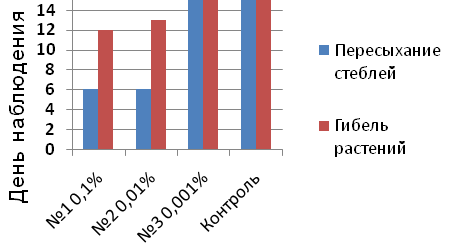 День наблюдения
14
12
10
8
6
4
2
0
№1 0,1%
№2 0,01%
№3 0,001%
Контроль
Пересыхание
стеблей
Гибель
растений